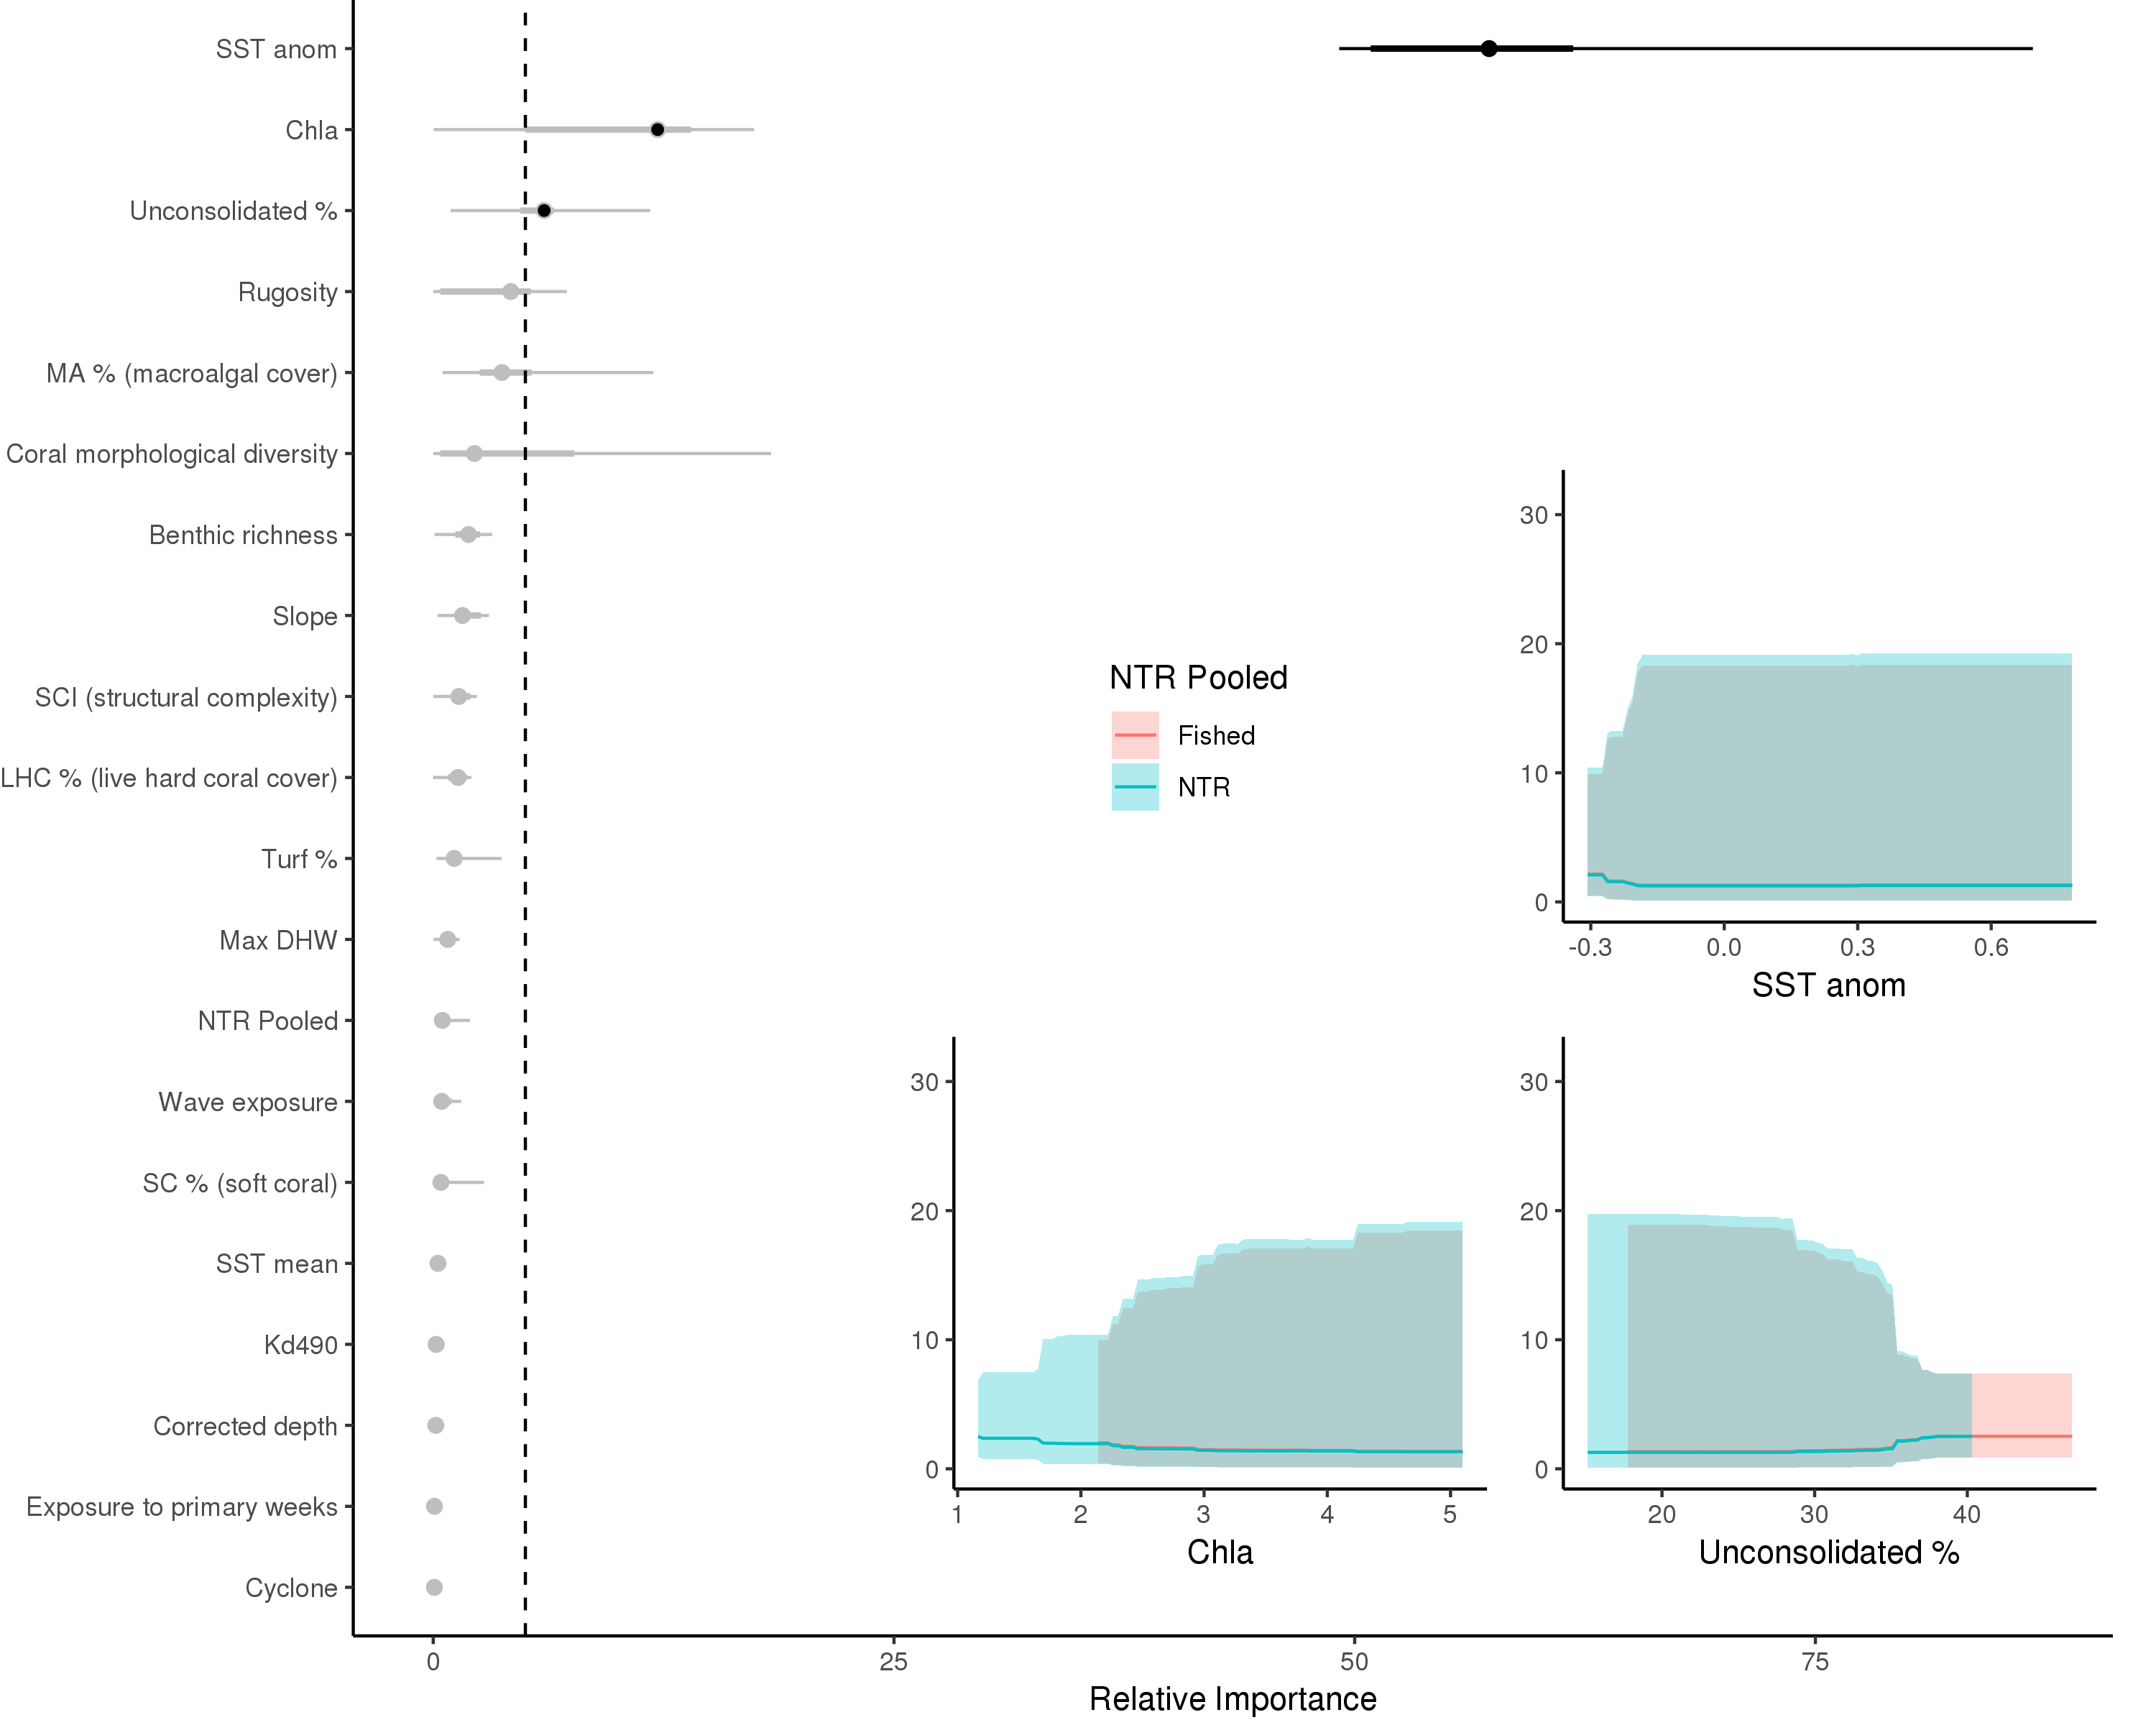 SST anom
Chla
Unconsolidated %
Rugosity
MA % (macroalgal cover)
Coral morphological diversity
Benthic richness
Slope
SCI (structural complexity)
LHC % (live hard coral cover)
Turf %
Max DHW
NTR Pooled
Wave exposure
SC % (soft coral)
SST mean
Kd490
Corrected depth
Exposure to primary weeks
Cyclone
0 25 50 75
Relative Importance
NTR Pooled
Fished
NTR
30
20
10
0
-0.3 0.0 0.3 0.6
SST anom
30
20
10
0
1 2 3 4 5
Chla
30
20
10
0
20 30 40
Unconsolidated %